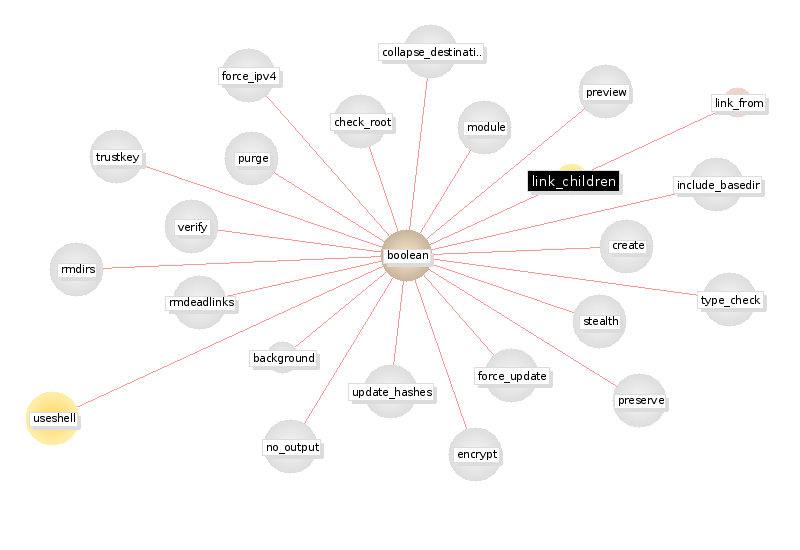 collapse_destinati..
force_ipv4
preview
link_from
check_root
module
trustkey
purge
link_children
include_basedir
verify
create
boolean
rmdirs
type_check
rmdeadlinks
stealth
background
force_update
update_hashes
preserve
useshell
no_output
encrypt